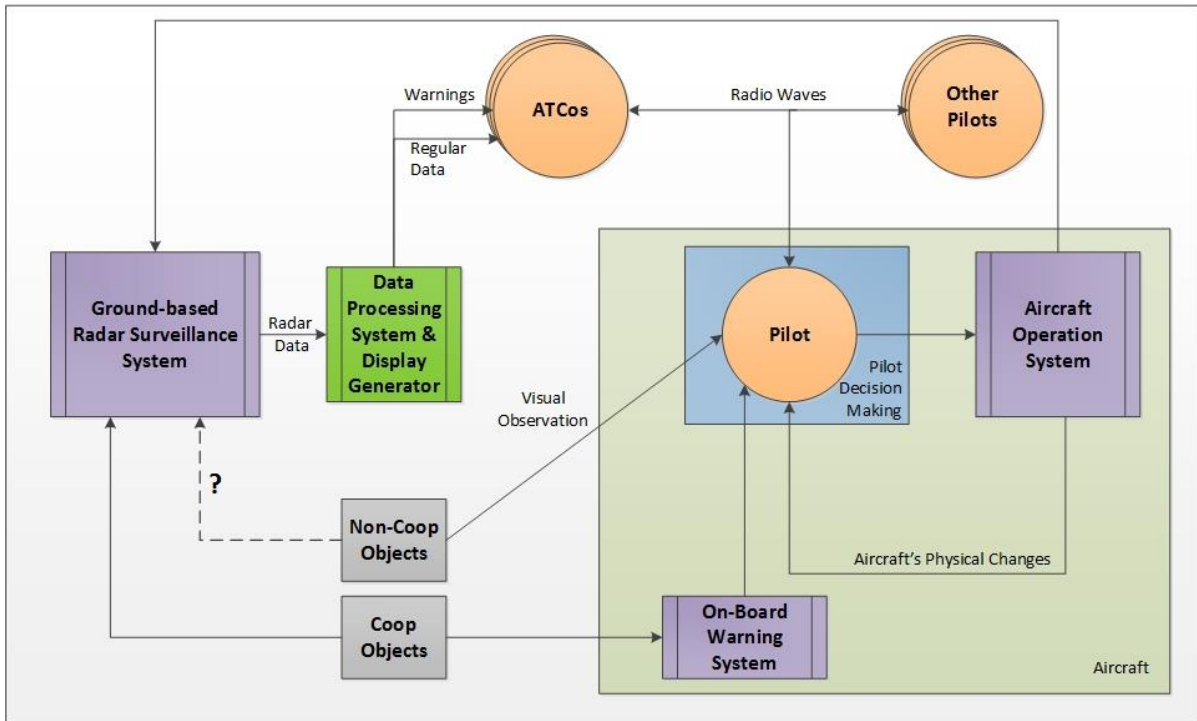 Warnings
ATCos
Radio Waves
Other
Pilots
Regular
Data
Ground-based
Radar Surveillance
System
Radar
Data
Data
Processing
System &
Display
Generator
Pilot
Pilot
Decision
Making
Aircraft
Operation
System
Visual
Observation
?
Non-Coop
Objects
Aircraft's Physical Changes
Coop
Objects
On-Board
Warning
System
Aircraft